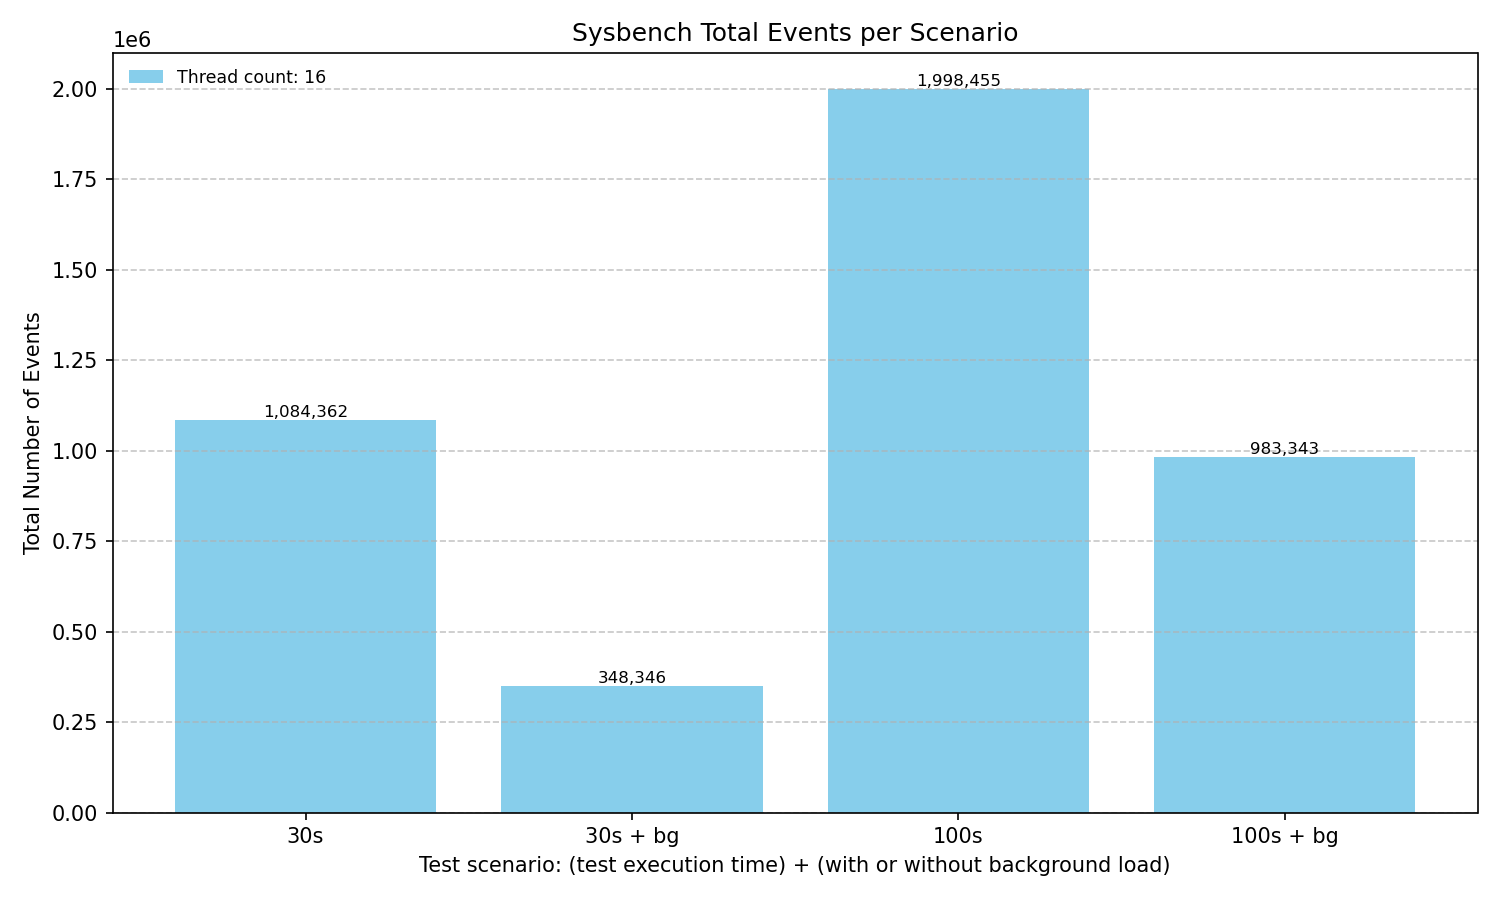 Sysbench Total Events per Scenario
1e6
Thread count: 16
2.00
1.75
1.50
1.25
1.00
0.75
0.50
0.25
0.00
Total Number of Events
1,084,362
348,346
1,998,455
983,343
30s
30s + bg
100s
100s + bg
Test scenario: (test execution time) + (with or without background load)